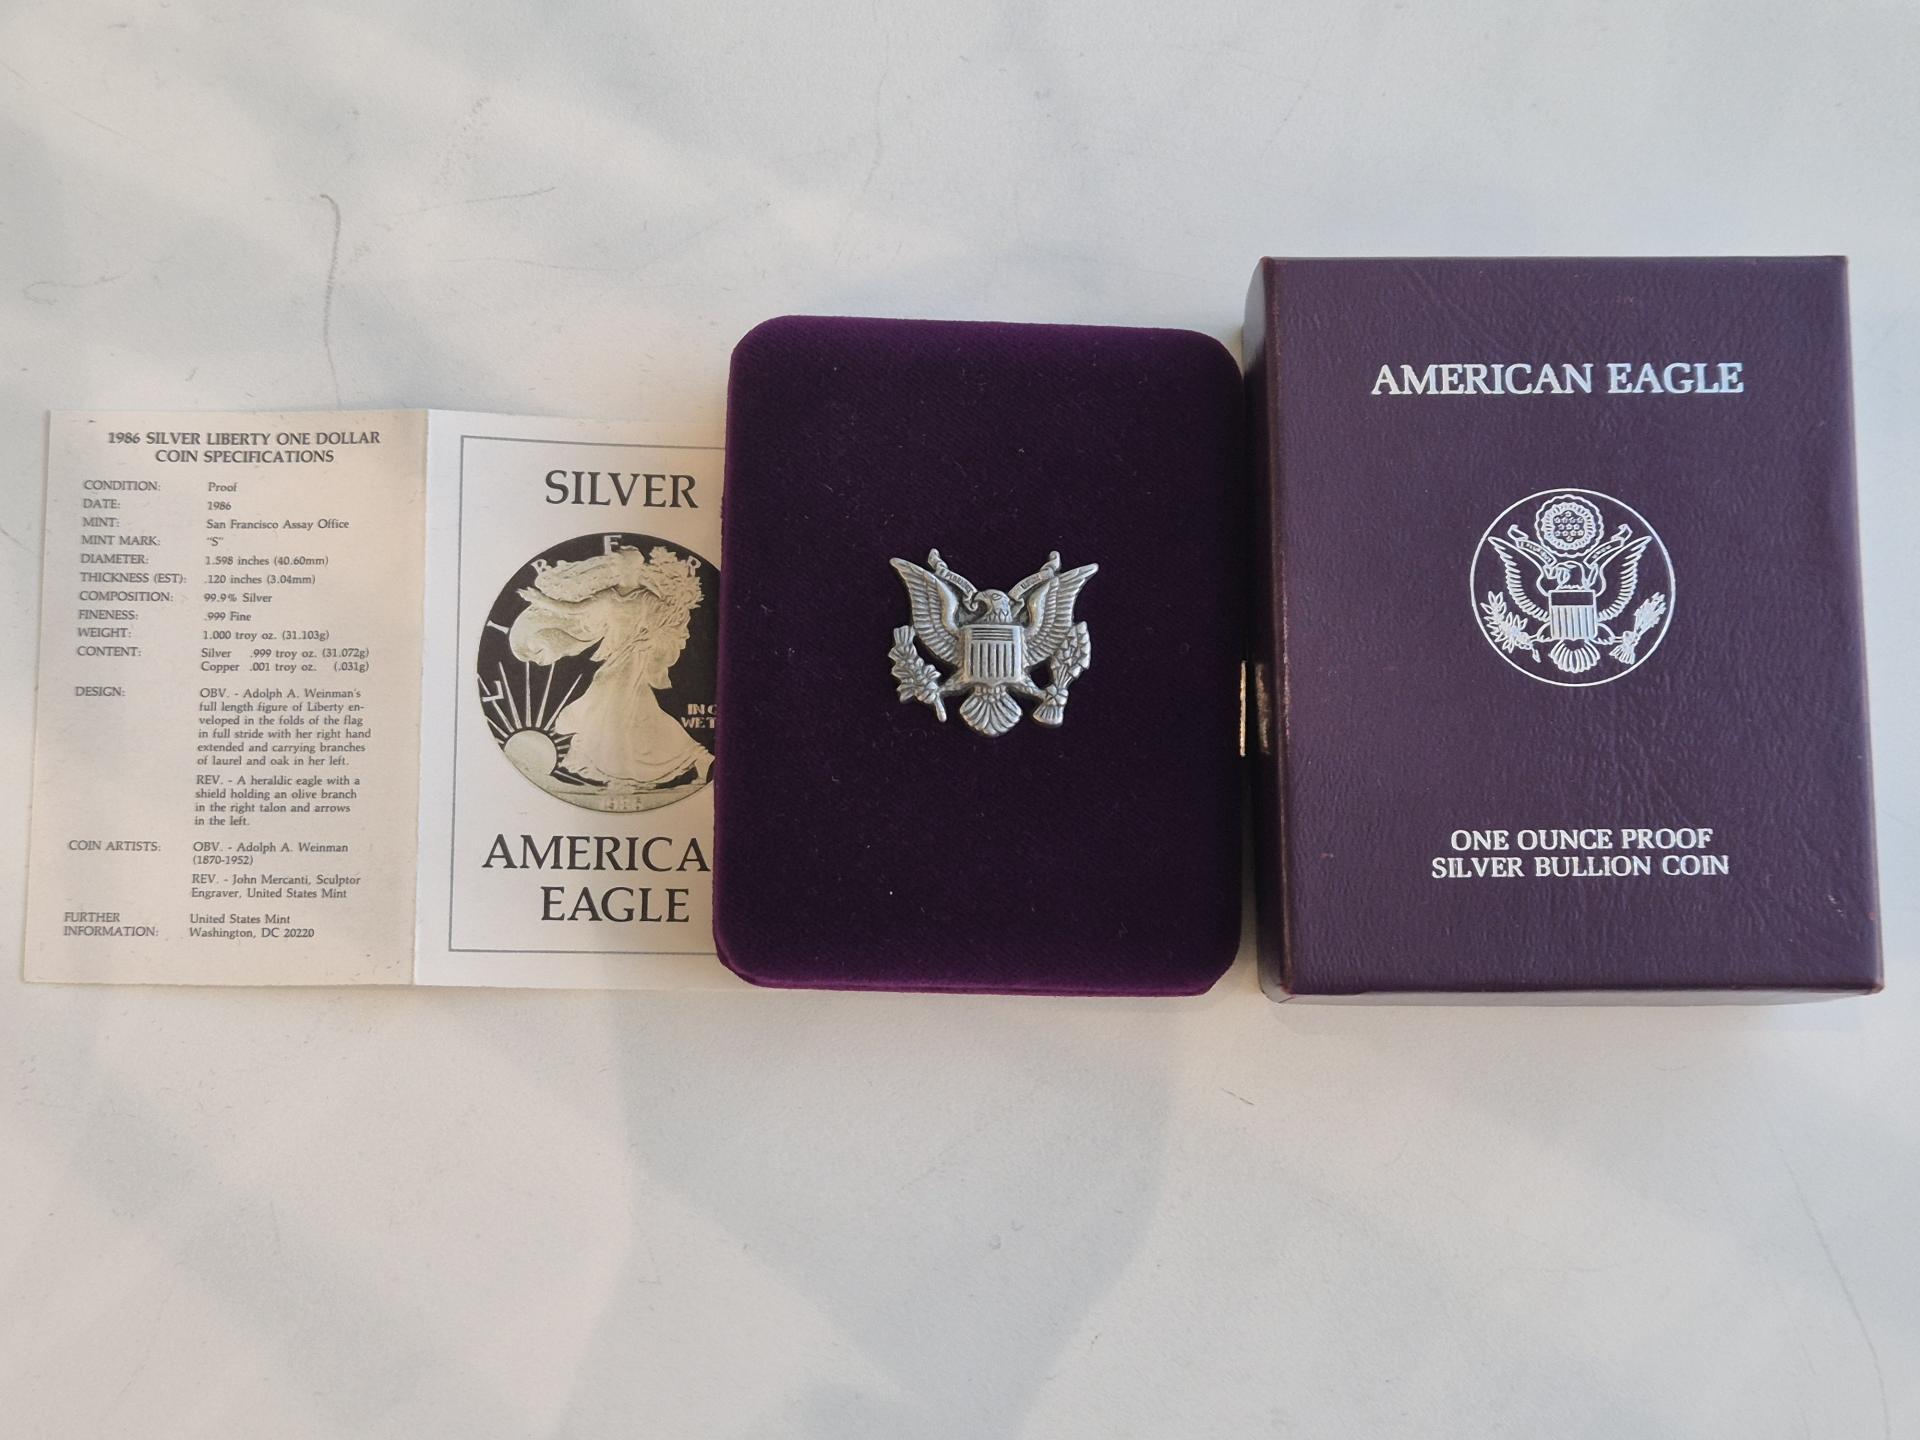 1986 SILVER LIBERTY ONE DOLLAR
COIN SPECIFICATIONS
CONDITION: Proof
DATE: 1986
MINT: San Francisco Assay Office
MINT MARK: "S"
DIAMETER: 1.598 inches (40.60mm)
THICKNESS (EST): .120 inches (3.04mm)
COMPOSITION: 99.9% Silver
FINENESS: .999 Fine
WEIGHT: 1.000 troy oz. (31.103g)
CONTENT: Silver .999 troy oz. (31.072g)
Copper .001 troy oz. (.031g)
DESIGN: OBV. - Adolph A. Weinman's
full length figure of Liberty en-
veloped in the folds of the flag
in full stride with her right hand
extended and carrying branches
of laurel and oak in her left.
REV. - A heraldic eagle with a
shield holding an olive branch
in the right talon and arrows
in the left.
COIN ARTISTS: OBV. - Adolph A. Weinman
(1870-1952)
REV. - John Mercanti, Sculptor
Engraver, United States Mint
FURTHER United States Mint
INFORMATION: Washington, DC 20220
SILVER
L I B E R
IN G
WE T
1986
AMERICA
EAGLE
AMERICAN EAGLE
ONE OUNCE PROOF
SILVER BULLION COIN